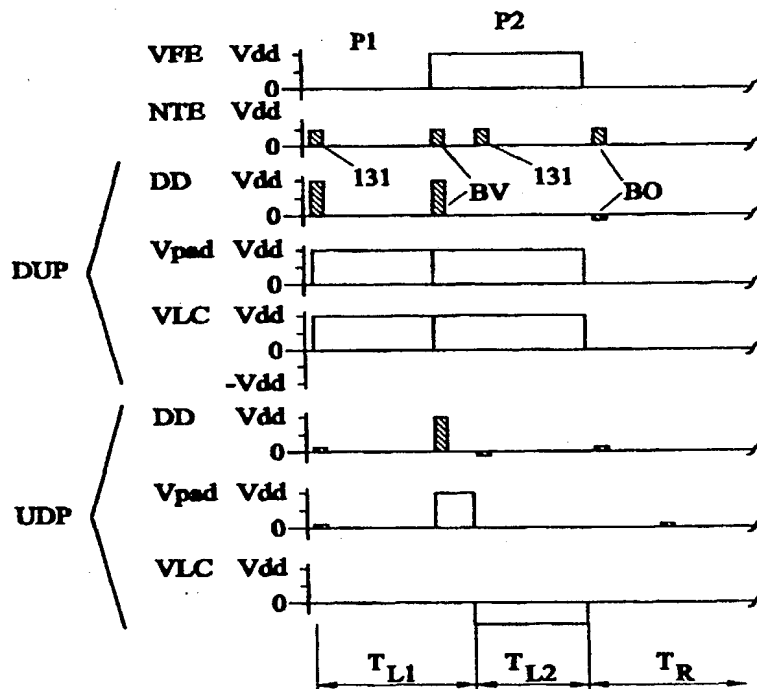 P1 P2
VFE Vdd
0
NTE Vdd
0
131 BV 131 BO
DD Vdd
0
DUP
Vpad Vdd
0
VLC Vdd
0
-Vdd
DD Vdd
0
UDP
Vpad Vdd
0
VLC Vdd
0
TL1 TL2 TR